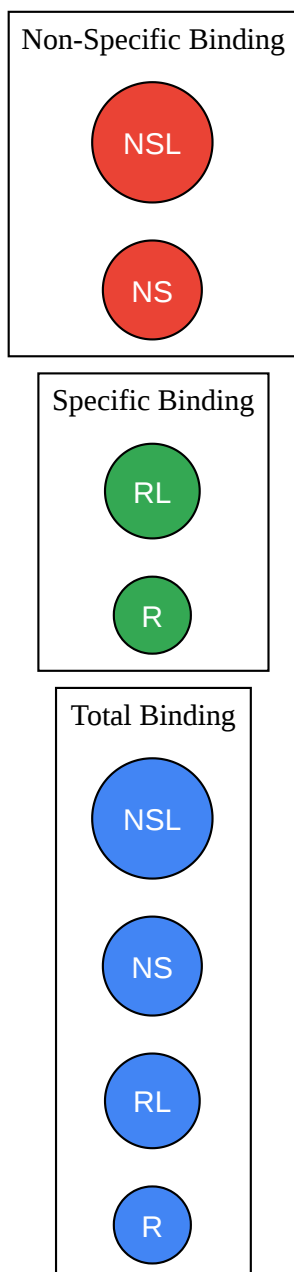 Non-Specific Binding
NSL
NS
Specific Binding
RL
R
Total Binding
NSL
NS
RL
R